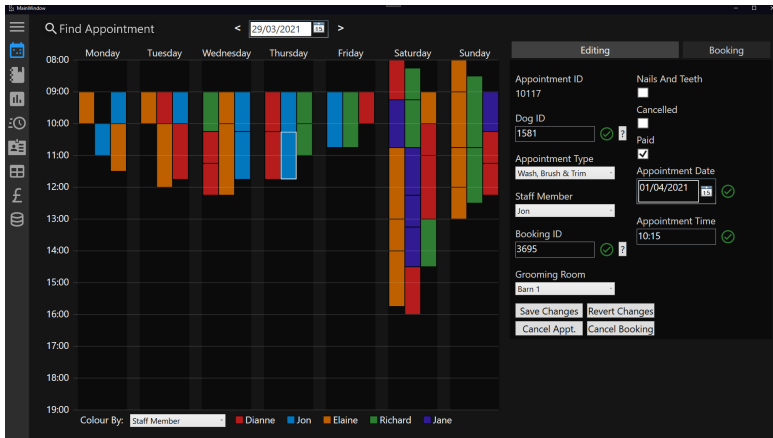 MainWindow
Find Appointment
< 29/03/2021 15 >
Monday Tuesday Wednesday Thursday Friday Saturday Sunday
08:00
09:00
10:00
11:00
12:00
13:00
14:00
15:00
16:00
17:00
18:00
19:00
Colour By: Staff Member Dianne Jon Elaine Richard Jane
Editing Booking
Appointment ID
10117
Dog ID
1581 ?
Appointment Type
Wash, Brush & Trim
Staff Member
Jon
Booking ID
3695 ?
Grooming Room
Barn 1
Nails And Teeth
Cancelled
Paid
Appointment Date
01/04/2021 15
Appointment Time
10:15
Save Changes Revert Changes
Cancel Appt. Cancel Booking
£